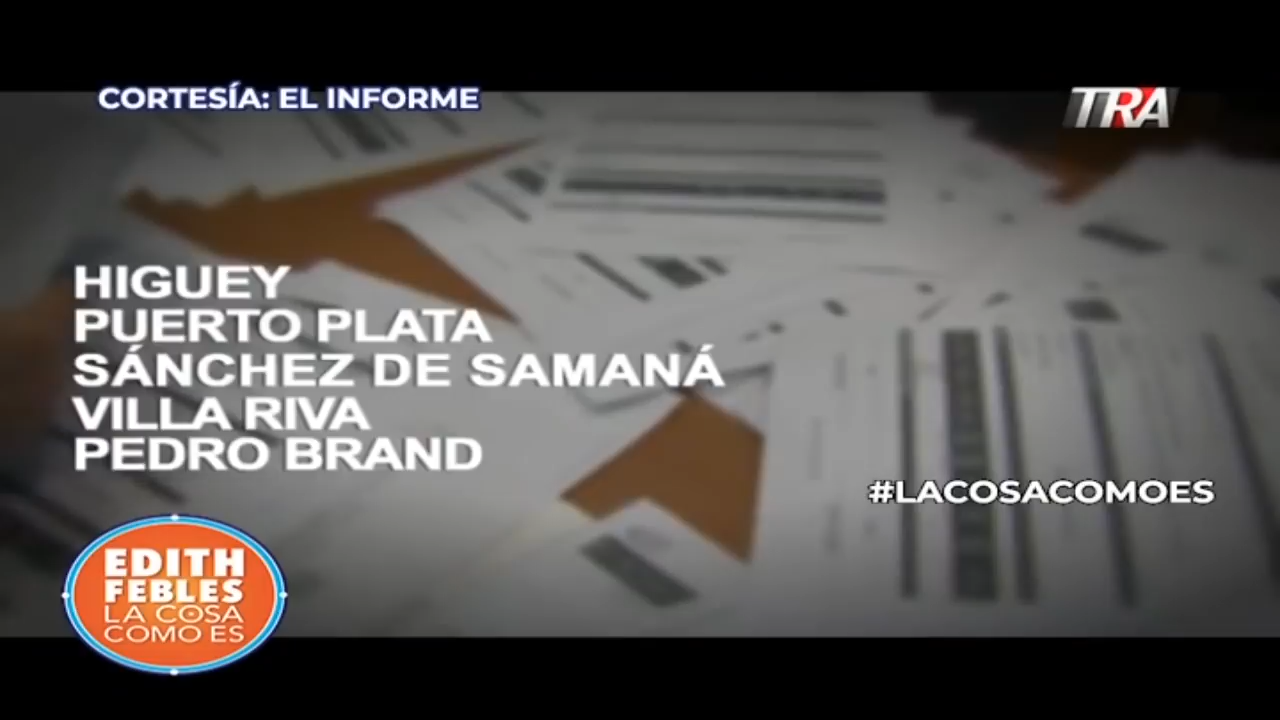 CORTESÍA: EL INFORME
TRA
HIGUEY
PUERTO PLATA
SÁNCHEZ DE SAMANÁ
VILLA RIVA
PEDRO BRAND
#LACOSACOMOES
EDITH
FEBLES
LA COSA
COMO ES